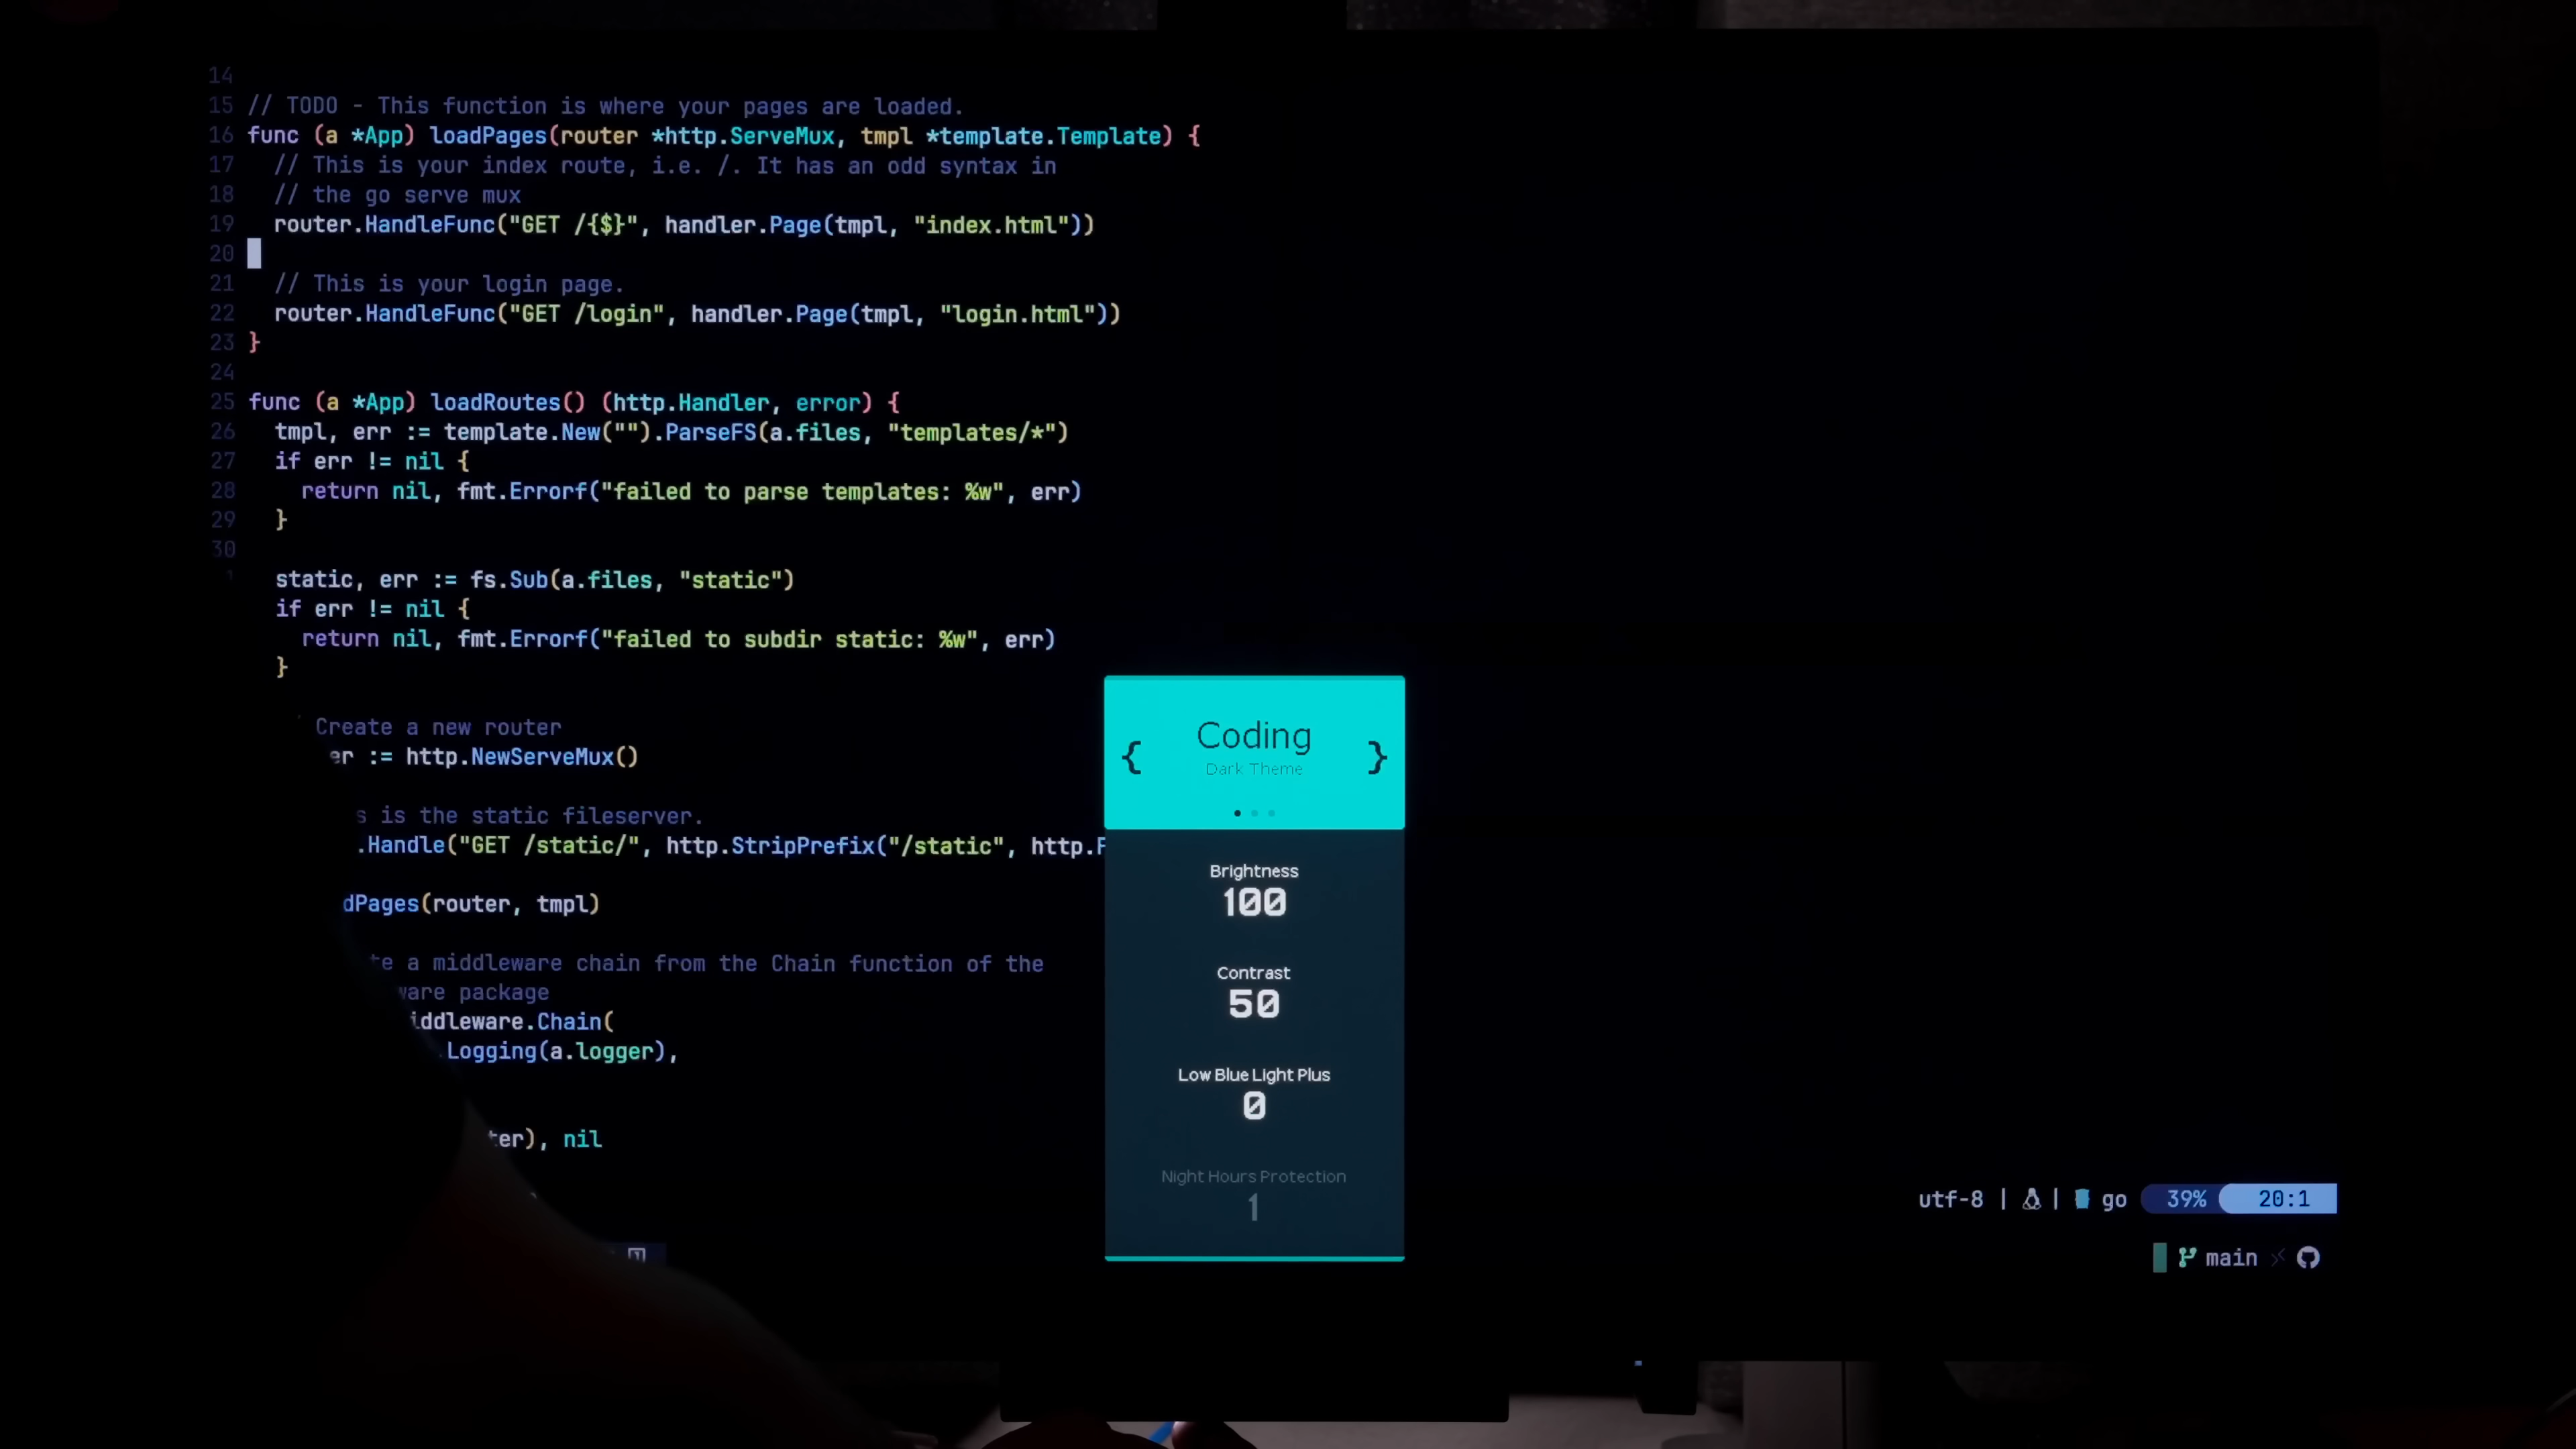 14
15 // TODO - This function is where your pages are loaded.
16 func (a *App) loadPages(router *http.ServeMux, tmpl *template.Template) {
17 // This is your index route, i.e. /. It has an odd syntax in
18 // the go serve mux
19 router.HandleFunc("GET /{$}", handler.Page(tmpl, "index.html"))
20
21 // This is your login page.
22 router.HandleFunc("GET /login", handler.Page(tmpl, "login.html"))
23 }
24
25 func (a *App) loadRoutes() (http.Handler, error) {
26 tmpl, err := template.New("").ParseFS(a.files, "templates/*")
27 if err != nil {
28 return nil, fmt.Errorf("failed to parse templates: %w", err)
29 }
30
static, err := fs.Sub(a.files, "static")
if err != nil {
return nil, fmt.Errorf("failed to subdir static: %w", err)
}
Create a new router
er := http.NewServeMux()
s is the static fileserver.
.Handle("GET /static/", http.StripPrefix("/static", http.F
dPages(router, tmpl)
te a middleware chain from the Chain function of the
ware package
iddleware.Chain(
.Logging(a.logger),
ter), nil
{ Coding }
Dark Theme
Brightness
100
Contrast
50
Low Blue Light Plus
0
Night Hours Protection
1
utf-8 | | go 39% 20:1
main